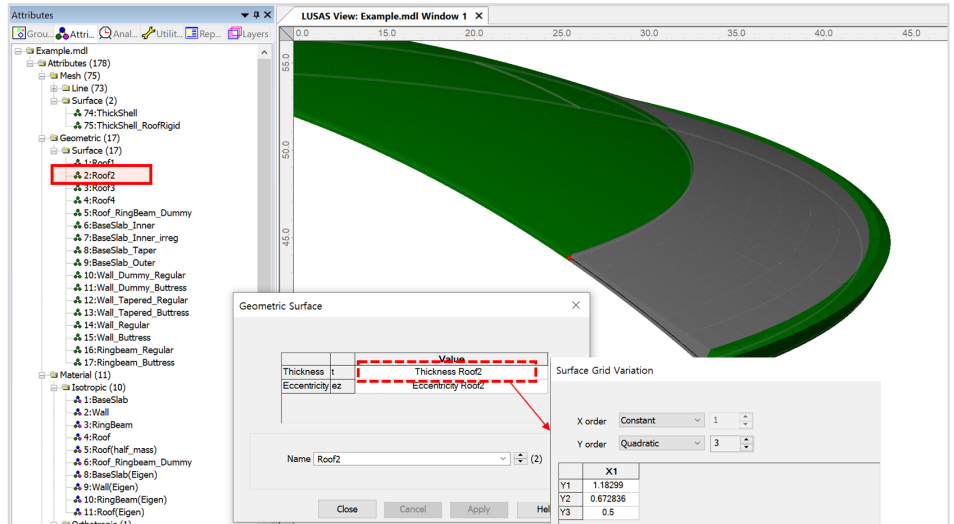 Attributes
Grou... Attri... Anal... Utilit... Rep... Layers
Example.mdl
Attributes (178)
Mesh (75)
Line (73)
Surface (2)
74:ThickShell
75:ThickShell_RoofRigid
Geometric (17)
Surface (17)
1:Roof1
2:Roof2
3:Roof3
4:Roof4
5:Roof_RingBeam_Dummy
6:BaseSlab_Inner
7:BaseSlab_Inner_irreg
8:BaseSlab_Taper
9:BaseSlab_Outer
10:Wall_Dummy_Regular
11:Wall_Dummy_Buttress
12:Wall_Tapered_Regular
13:Wall_Tapered_Buttress
14:Wall_Regular
15:Wall_Buttress
16:Ringbeam_Regular
17:Ringbeam_Buttress
Material (11)
Isotropic (10)
1:BaseSlab
2:Wall
3:RingBeam
4:Roof
5:Roof(half_mass)
6:Roof_Ringbeam_Dummy
8:BaseSlab(Eigen)
9:Wall(Eigen)
10:RingBeam(Eigen)
11:Roof(Eigen)
Orthotropic (1)
LUSAS View: Example.mdl Window 1 X
0.0 15.0 20.0 25.0 30.0 35.0 40.0 45.0
55.0
50.0
45.0
Geometric Surface
Value
Thickness t Thickness Roof2
Eccentricity ez Eccentricity Roof2
Name Roof2 (2)
Close Cancel Apply Hel
Surface Grid Variation
X order Constant 1
Y order Quadratic 3
X1
Y1 1.18299
Y2 0.672836
Y3 0.5